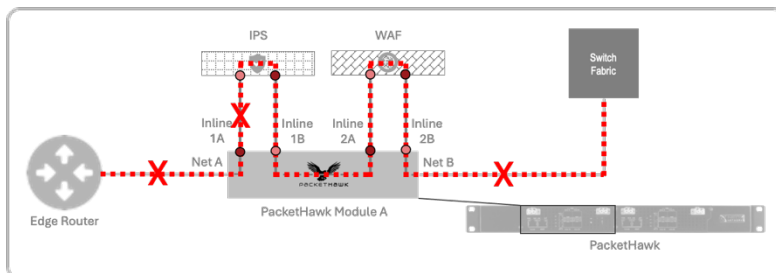 IPS
WAF
Switch
Fabric
Inline
1A
Inline
1B
Inline
2A
Inline
2B
Net A
Net B
PACKETHAWK
Edge Router
PacketHawk Module A
PacketHawk